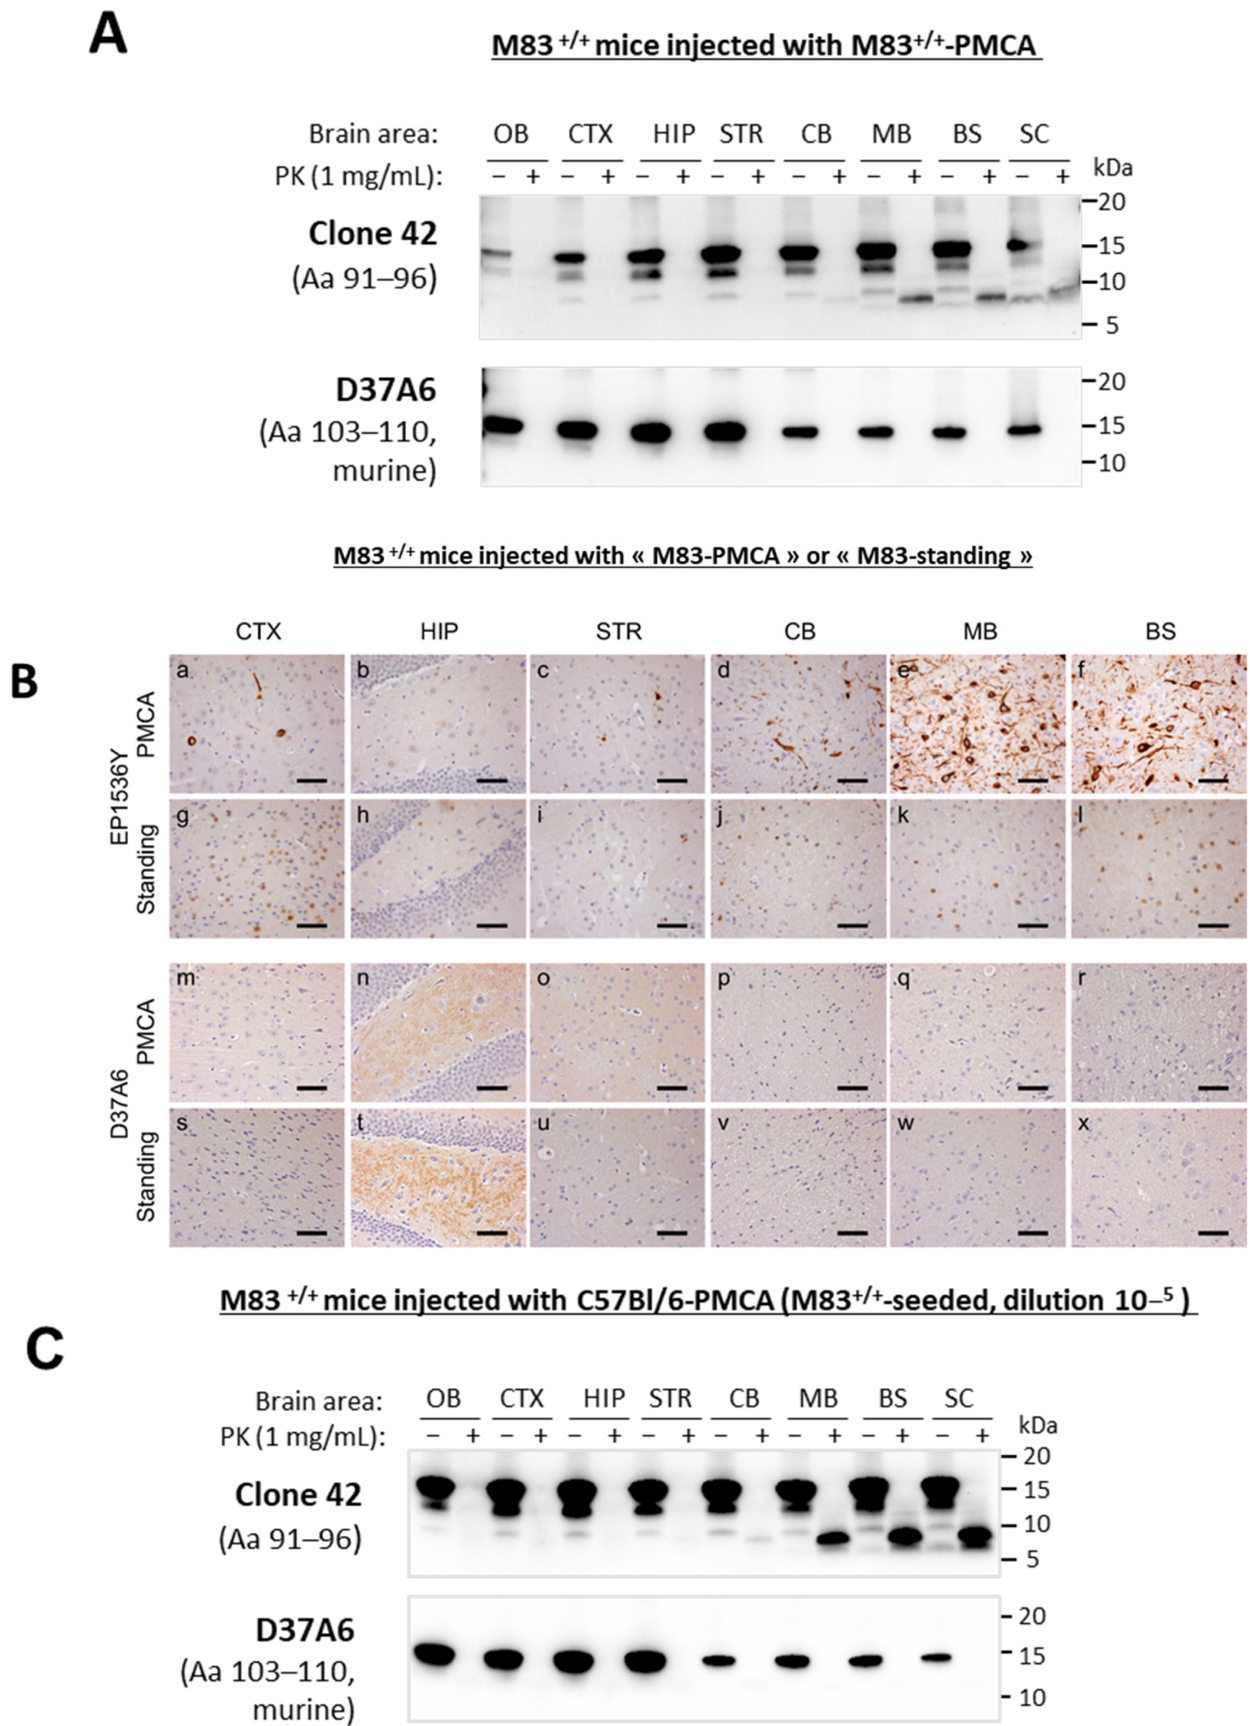 A
M83 +/+ mice injected with M83+/+-PMCA
Brain area: OB CTX HIP STR CB MB BS SC
PK (1 mg/mL): – + – + – + – + – + – + – + – + kDa
Clone 42
(Aa 91–96)
20
15
10
5
D37A6
(Aa 103–110,
murine)
20
15
10
M83 +/+ mice injected with « M83-PMCA » or « M83-standing »
B
CTX HIP STR CB MB BS
EP1536Y
PMCA
a b c d e f
Standing
g h i j k l
D37A6
PMCA
m n o p q r
Standing
s t u v w x
M83 +/+ mice injected with C57Bl/6-PMCA (M83+/+-seeded, dilution 10–5 )
C
Brain area: OB CTX HIP STR CB MB BS SC
PK (1 mg/mL): – + – + – + – + – + – + – + – + kDa
Clone 42
(Aa 91–96)
20
15
10
5
D37A6
(Aa 103–110,
murine)
20
15
10